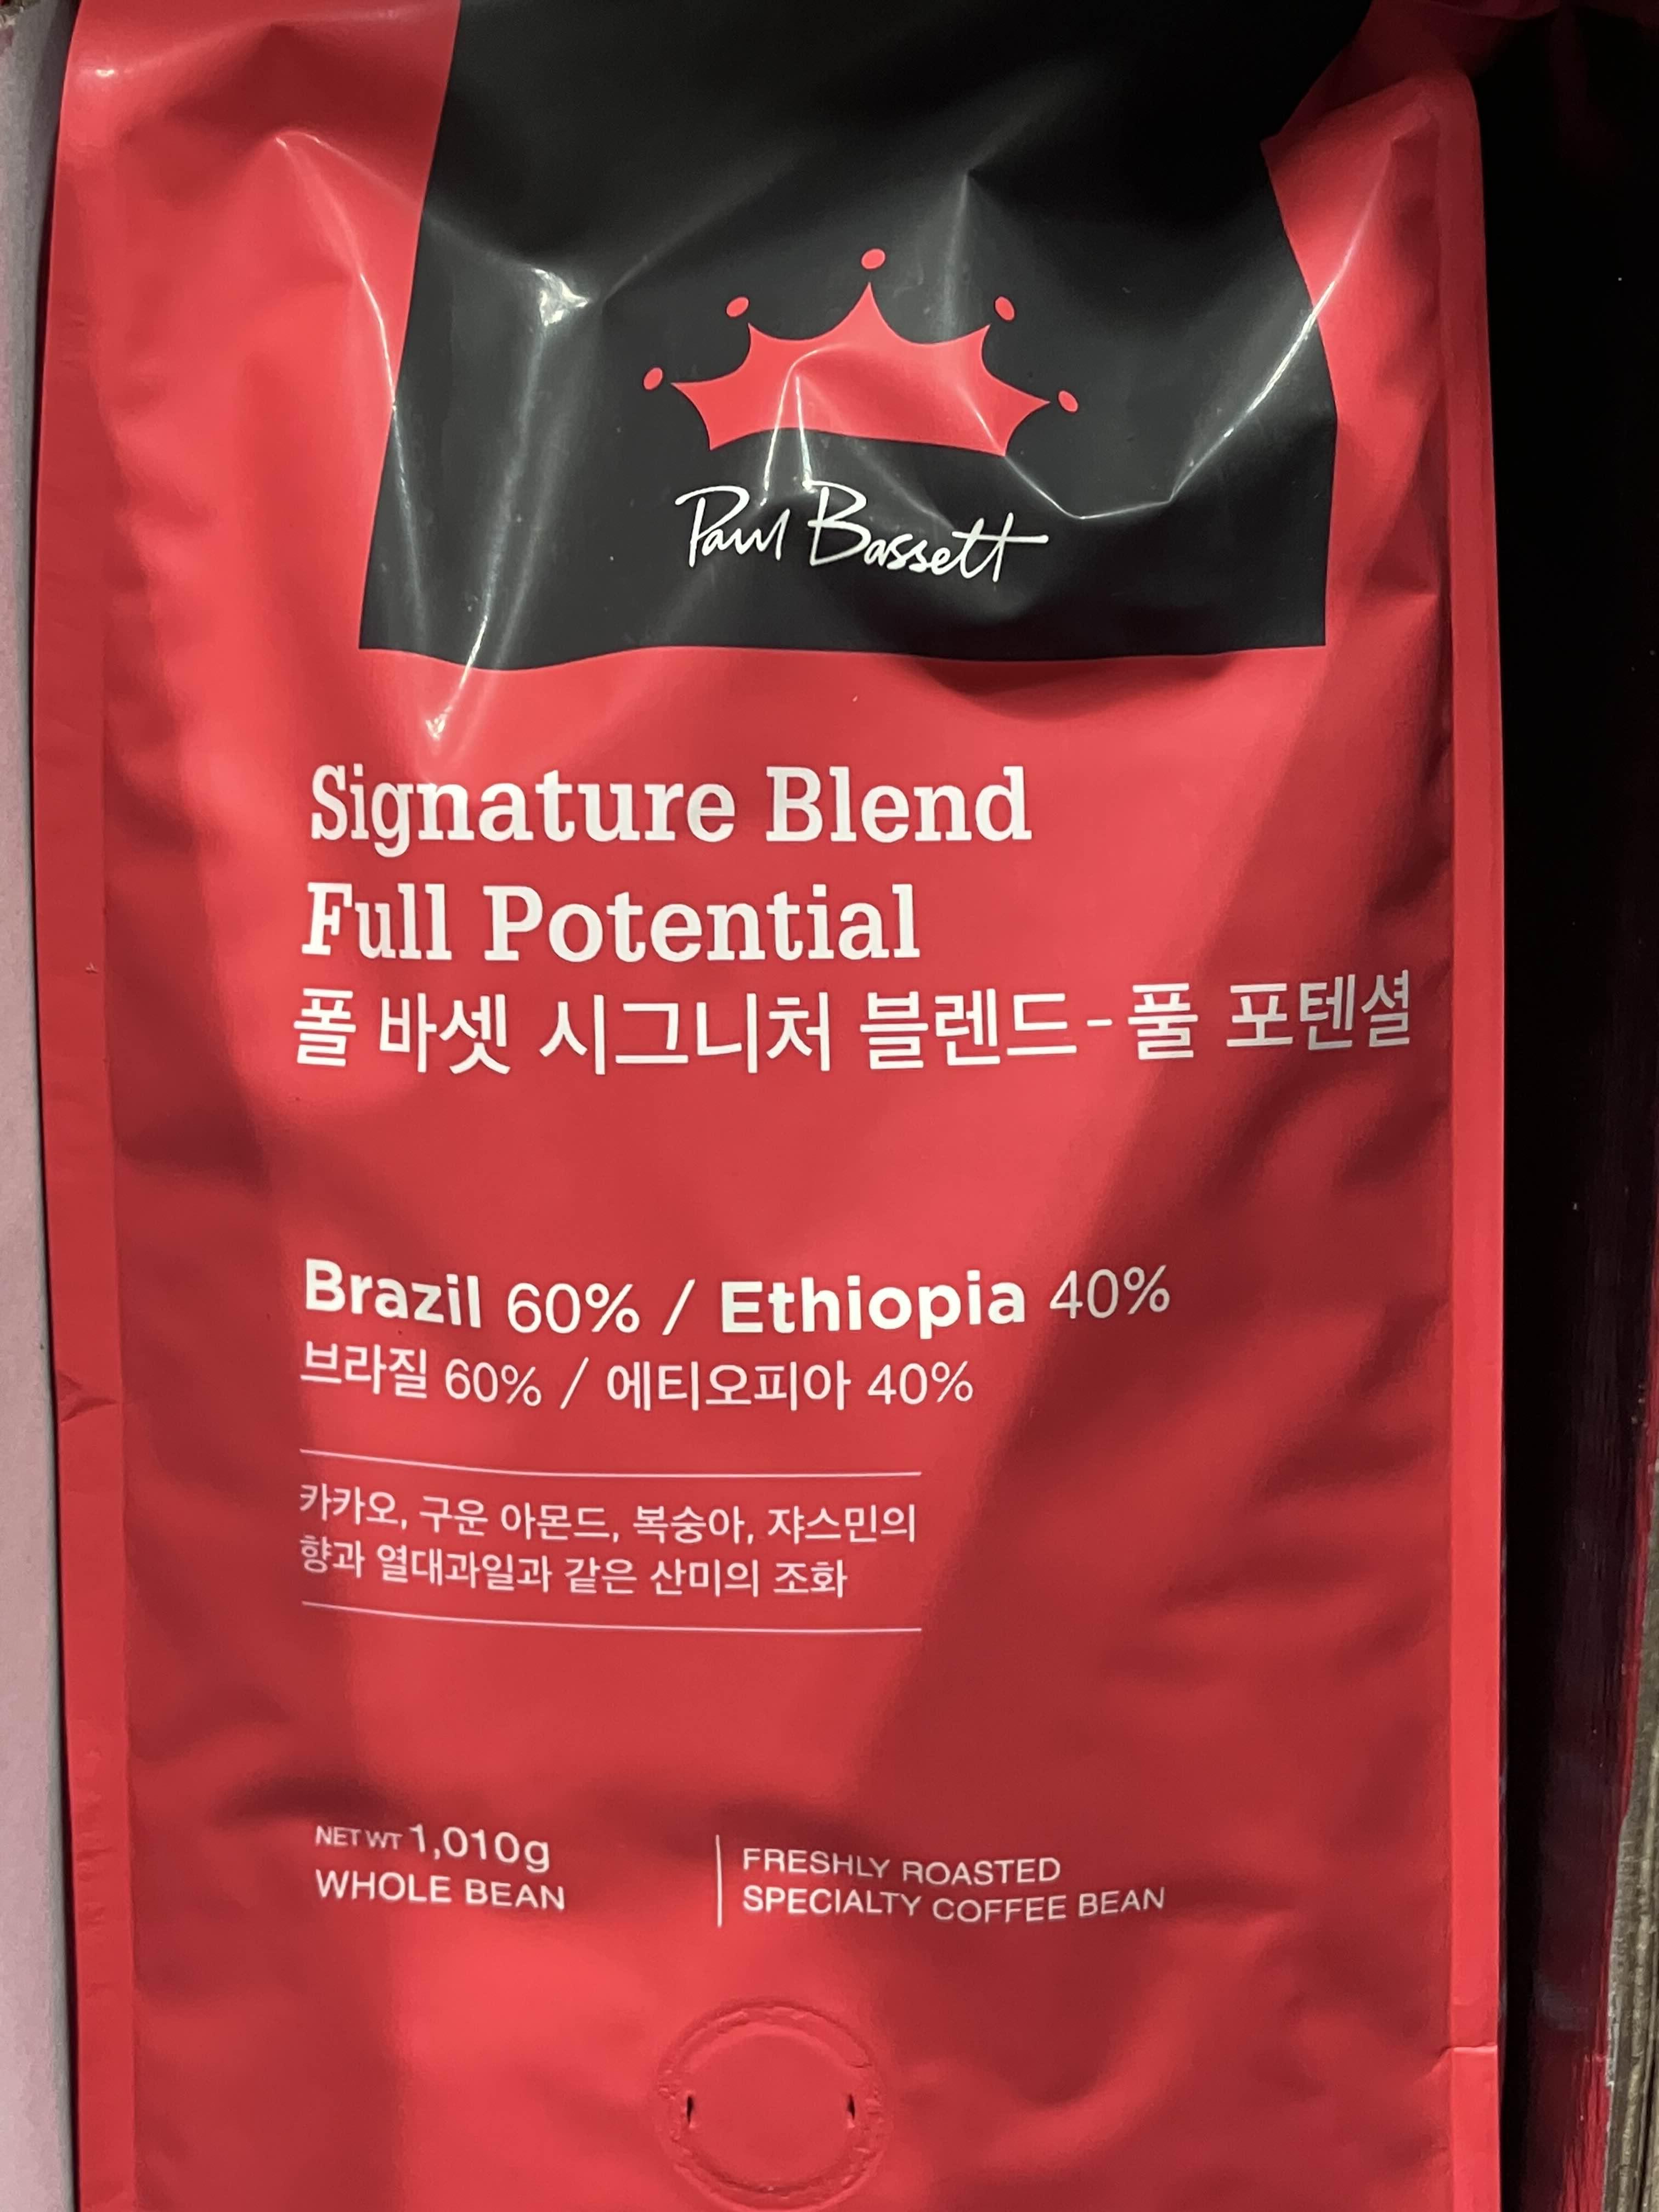 Paul Bassett
Signature Blend
Full Potential
폴 바셋 시그니처 블렌드-풀 포텐셜
Brazil 60% / Ethiopia 40%
브라질 60% / 에티오피아 40%
카카오, 구운 아몬드, 복숭아, 쟈스민의
향과 열대과일과 같은 산미의 조화
NET WT 1,010g
WHOLE BEAN
FRESHLY ROASTED
SPECIALTY COFFEE BEAN